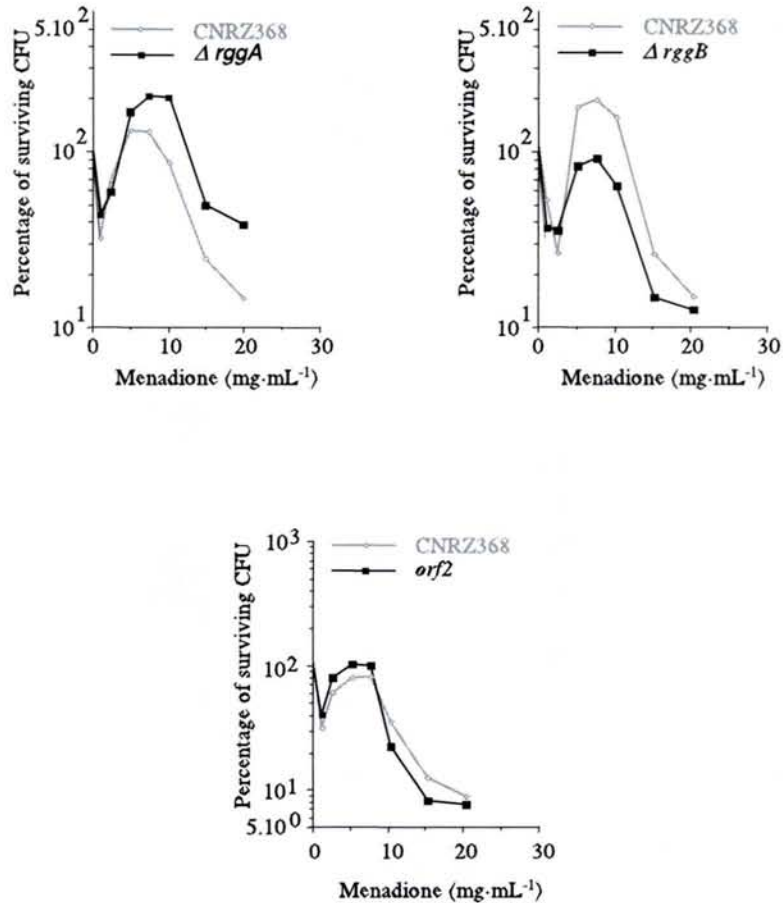 5.10²
10²
10¹
Percentage of surviving CFU
CNRZ368
Δ rggA
0 10 20 30
Menadione (mg·mL⁻¹)
5.10²
10²
10¹
Percentage of surviving CFU
CNRZ368
Δ rggB
0 10 20 30
Menadione (mg·mL⁻¹)
10³
10²
10¹
5.10⁰
Percentage of surviving CFU
CNRZ368
orf2
0 10 20 30
Menadione (mg·mL⁻¹)